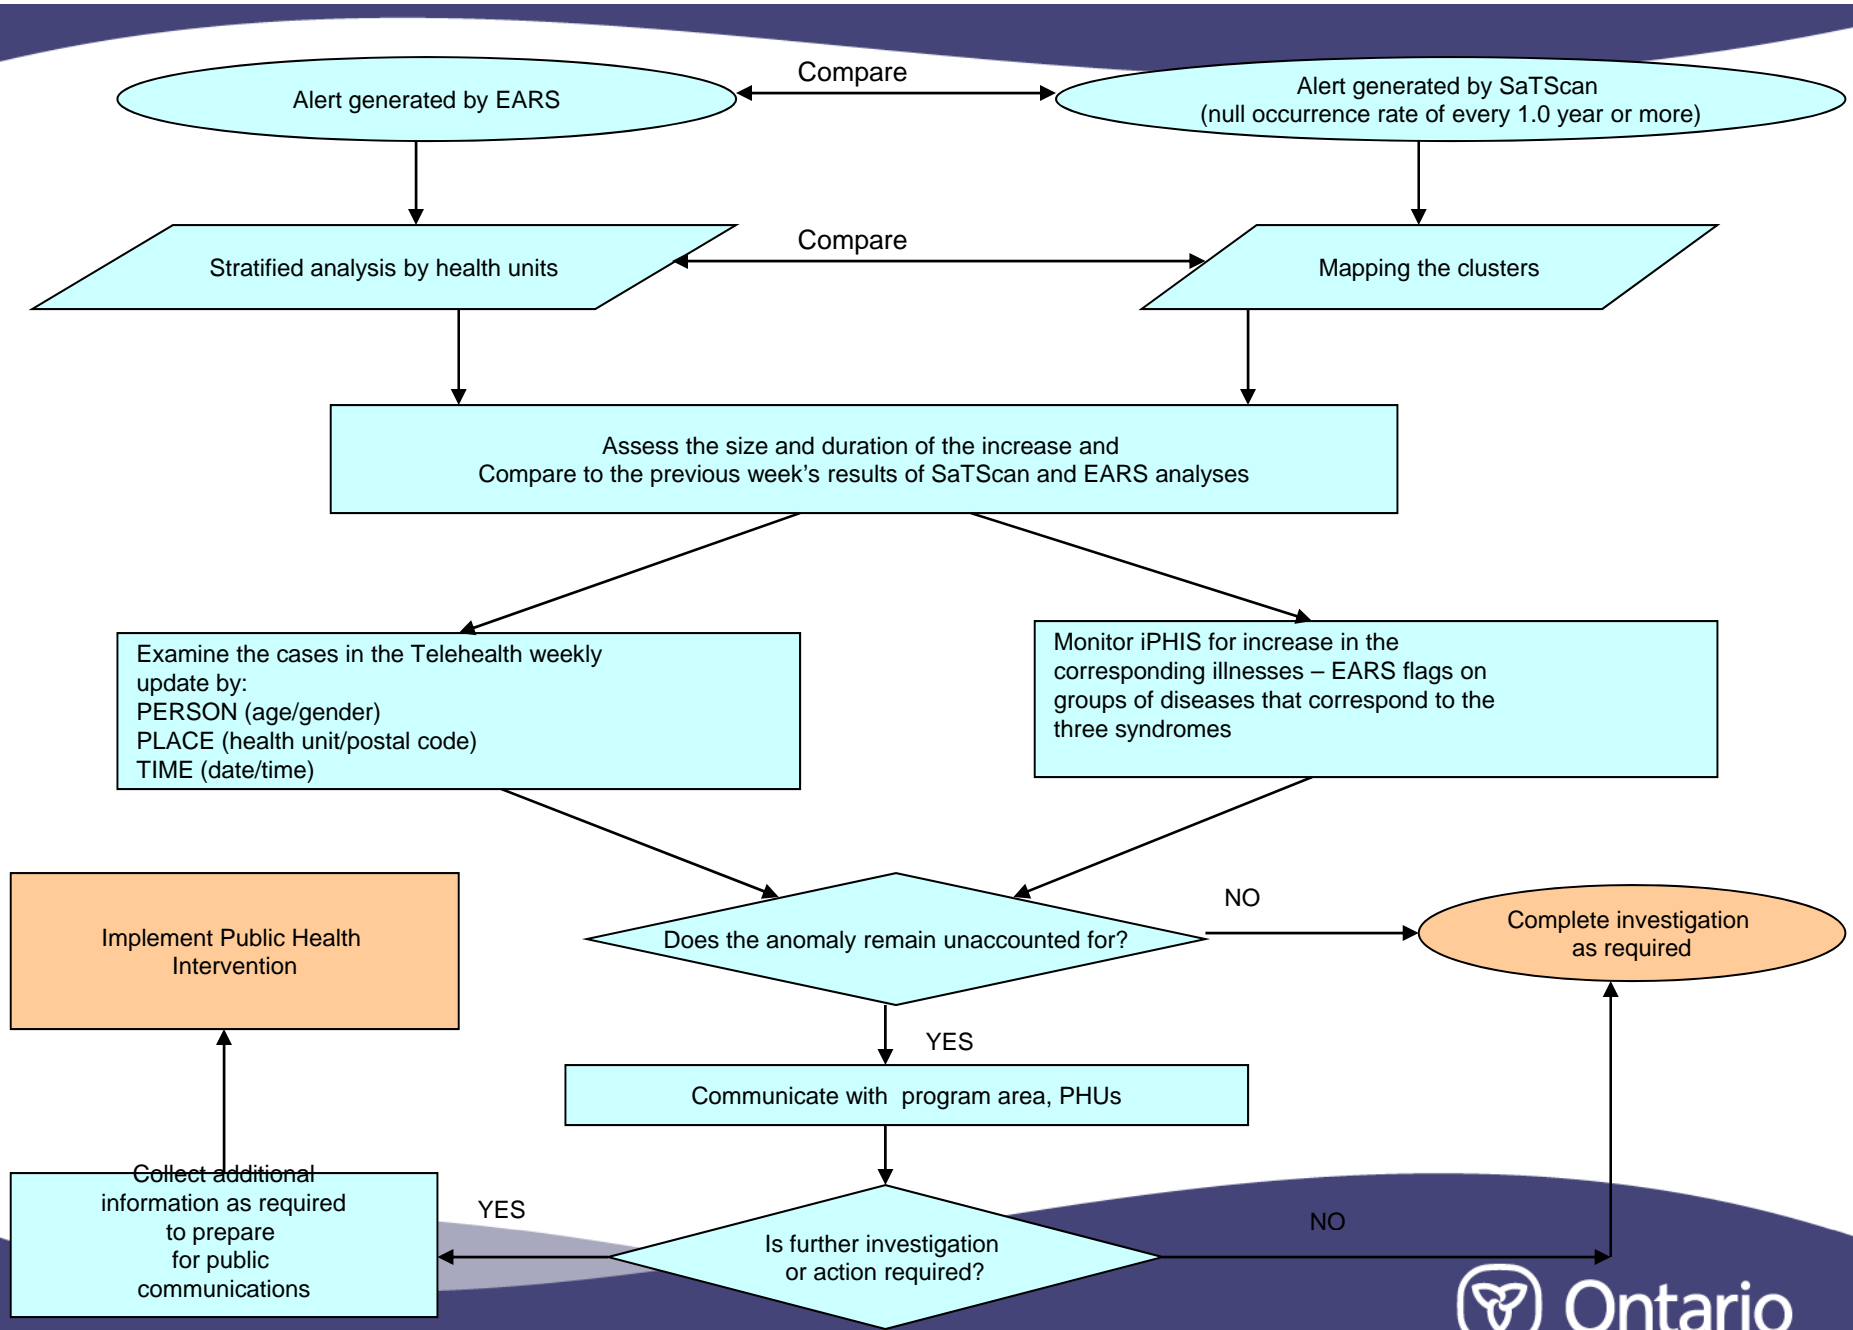 Compare
Alert generated by EARS
Alert generated by SaTScan
(null occurrence rate of every 1.0 year or more)
Compare
Stratified analysis by health units
Mapping the clusters
Assess the size and duration of the increase and
Compare to the previous week’s results of SaTScan and EARS analyses
Examine the cases in the Telehealth weekly
update by:
PERSON (age/gender)
PLACE (health unit/postal code)
TIME (date/time)
Monitor iPHIS for increase in the
corresponding illnesses – EARS flags on
groups of diseases that correspond to the
three syndromes
Implement Public Health
Intervention
Does the anomaly remain unaccounted for?
NO
Complete investigation
as required
YES
Communicate with program area, PHUs
Collect additional
information as required
to prepare
for public
communications
YES
Is further investigation
or action required?
NO
Ontario